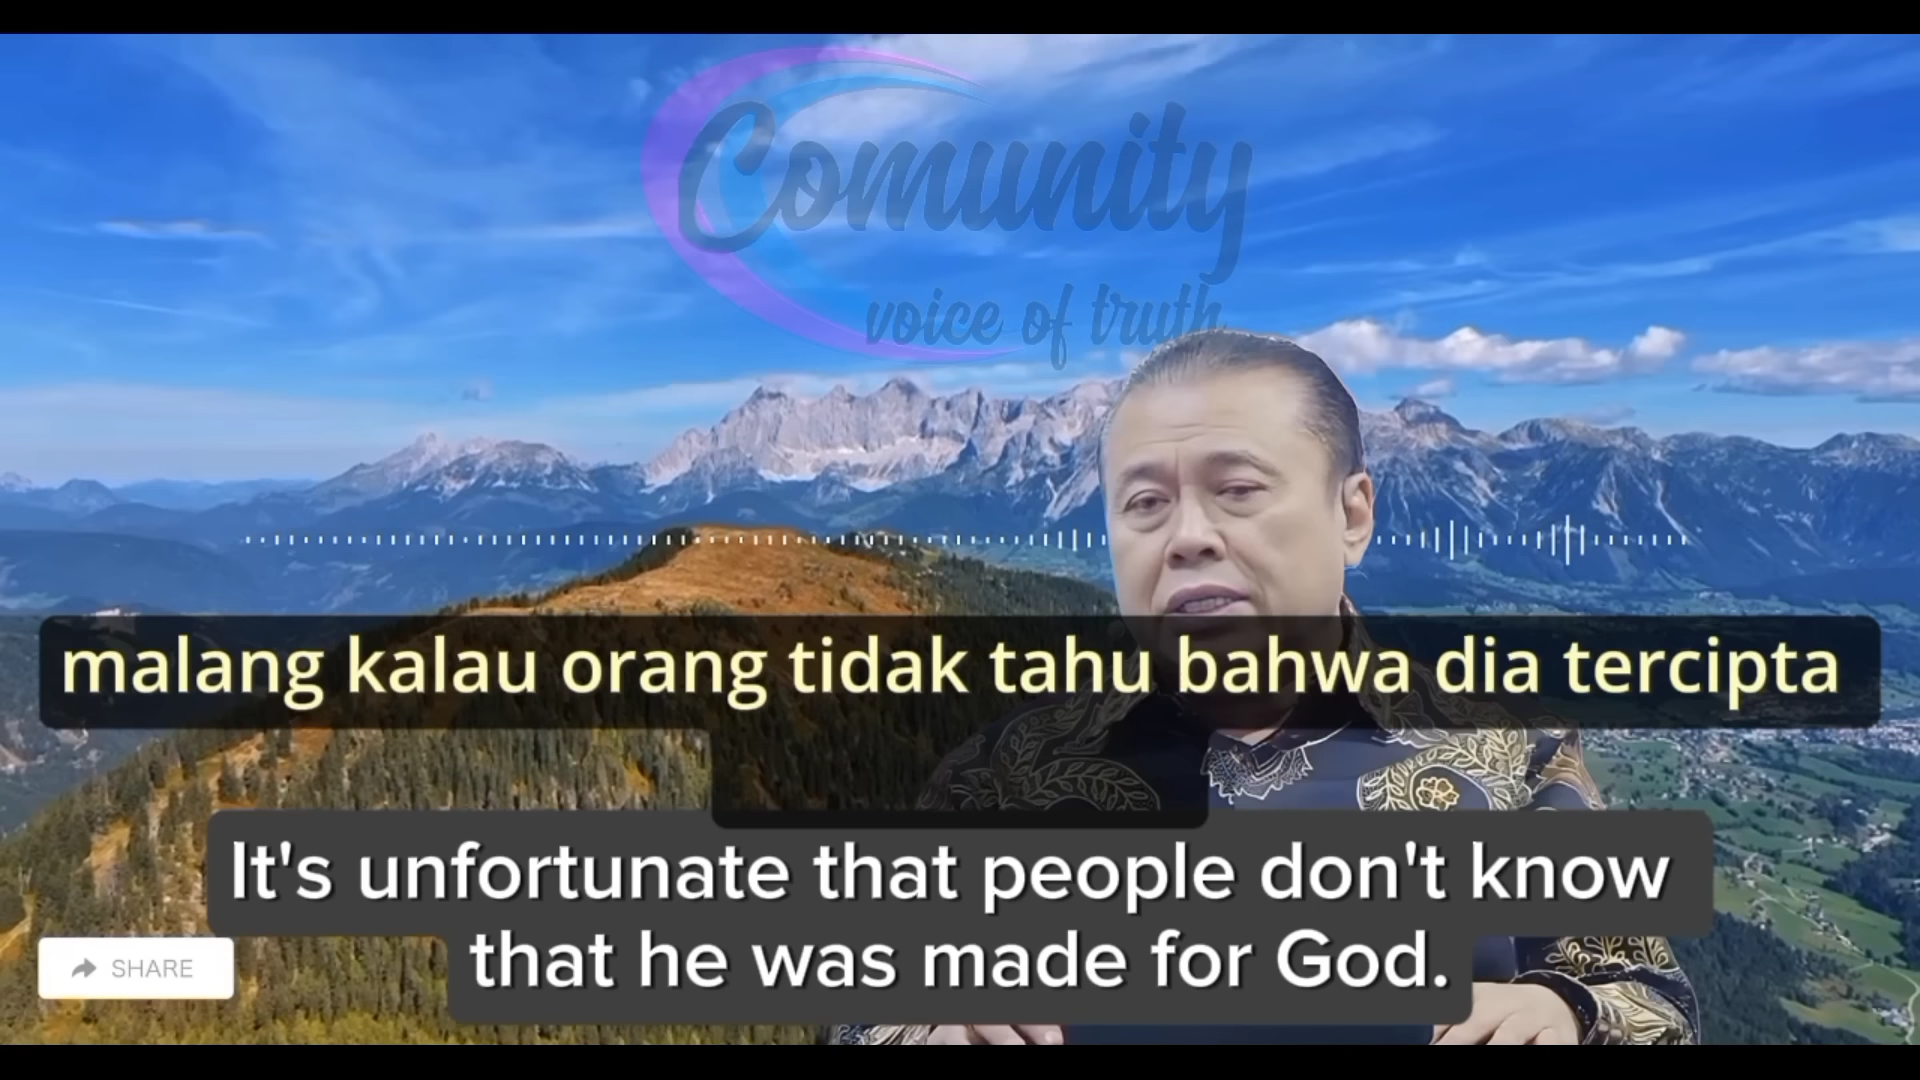 Comunity
voice of truth
malang kalau orang tidak tahu bahwa dia tercipta
It's unfortunate that people don't know
that he was made for God.
SHARE